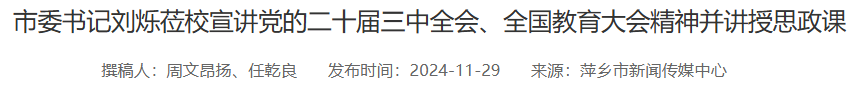 市委书记刘烁莅校宣讲党的二十届三中全会、全国教育大会精神并讲授思政课
撰稿人：周文昂扬、任乾良 发布时间：2024-11-29 来源：萍乡市新闻传媒中心